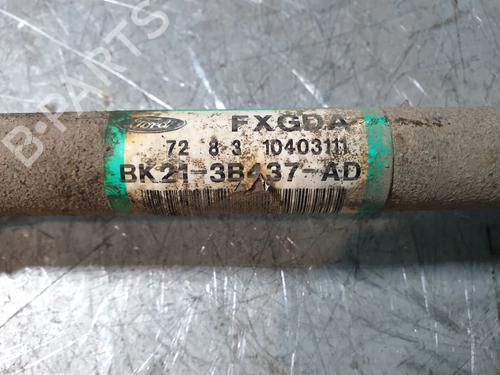 B-PARTS
Ford
FXGDA
72 8 3 10403111
BK21-3B437-AD